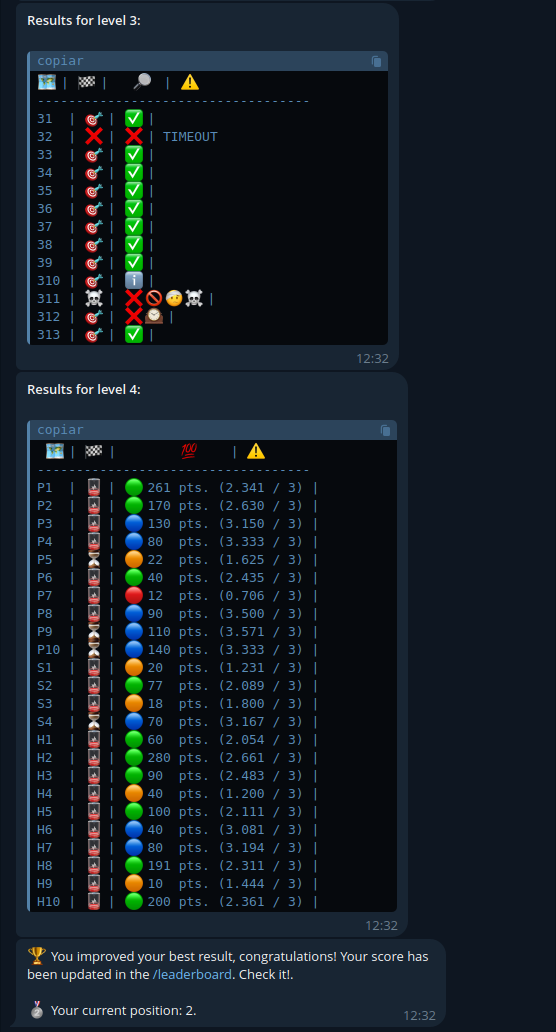 Results for level 3:
copiar
🗺️ | 🏁 | 🔎 | ⚠️
----------------------------------
31 | 🎯 | ✅ |
32 | ❌ | ❌ | TIMEOUT
33 | 🎯 | ✅ |
34 | 🎯 | ✅ |
35 | 🎯 | ✅ |
36 | 🎯 | ✅ |
37 | 🎯 | ✅ |
38 | 🎯 | ✅ |
39 | 🎯 | ✅ |
310 | 🎯 | ℹ️ |
311 | ☠️ | ❌🚫🤕☠️ |
312 | 🎯 | ❌🕰️ |
313 | 🎯 | ✅ |
12:32
Results for level 4:
copiar
🗺️ | 🏁 | 💯 | ⚠️
----------------------------------
P1 | 🪫 | 🟢 261 pts. (2.341 / 3) |
P2 | 🪫 | 🟢 170 pts. (2.630 / 3) |
P3 | 🪫 | 🔵 130 pts. (3.150 / 3) |
P4 | 🪫 | 🔵 80 pts. (3.333 / 3) |
P5 | ⏳ | 🟠 22 pts. (1.625 / 3) |
P6 | 🪫 | 🟢 40 pts. (2.435 / 3) |
P7 | 🪫 | 🔴 12 pts. (0.706 / 3) |
P8 | 🪫 | 🔵 90 pts. (3.500 / 3) |
P9 | ⏳ | 🔵 110 pts. (3.571 / 3) |
P10 | ⏳ | 🔵 140 pts. (3.333 / 3) |
S1 | 🪫 | 🟠 20 pts. (1.231 / 3) |
S2 | 🪫 | 🟢 77 pts. (2.089 / 3) |
S3 | 🪫 | 🟠 18 pts. (1.800 / 3) |
S4 | ⏳ | 🔵 70 pts. (3.167 / 3) |
H1 | 🪫 | 🟢 60 pts. (2.054 / 3) |
H2 | 🪫 | 🟢 280 pts. (2.661 / 3) |
H3 | 🪫 | 🟢 90 pts. (2.483 / 3) |
H4 | 🪫 | 🟠 40 pts. (1.200 / 3) |
H5 | 🪫 | 🟢 100 pts. (2.111 / 3) |
H6 | 🪫 | 🔵 40 pts. (3.081 / 3) |
H7 | 🪫 | 🔵 80 pts. (3.194 / 3) |
H8 | 🪫 | 🟢 191 pts. (2.311 / 3) |
H9 | 🪫 | 🟠 10 pts. (1.444 / 3) |
H10 | 🪫 | 🟢 200 pts. (2.361 / 3) |
12:32
🏆 You improved your best result, congratulations! Your score has
been updated in the /leaderboard. Check it!.
🥈 Your current position: 2.
12:32